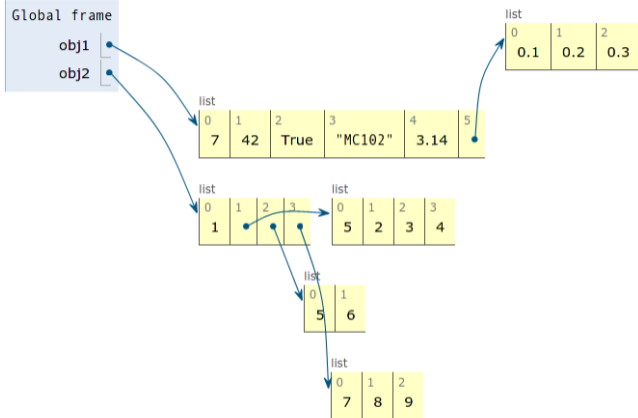 Global frame
obj1
obj2
list
0 1 2
0.1 0.2 0.3
list
0 1 2 3 4 5
7 42 True "MC102" 3.14
list
0 1 2 3
1
list
0 1 2 3
5 2 3 4
list
0 1
5 6
list
0 1 2
7 8 9